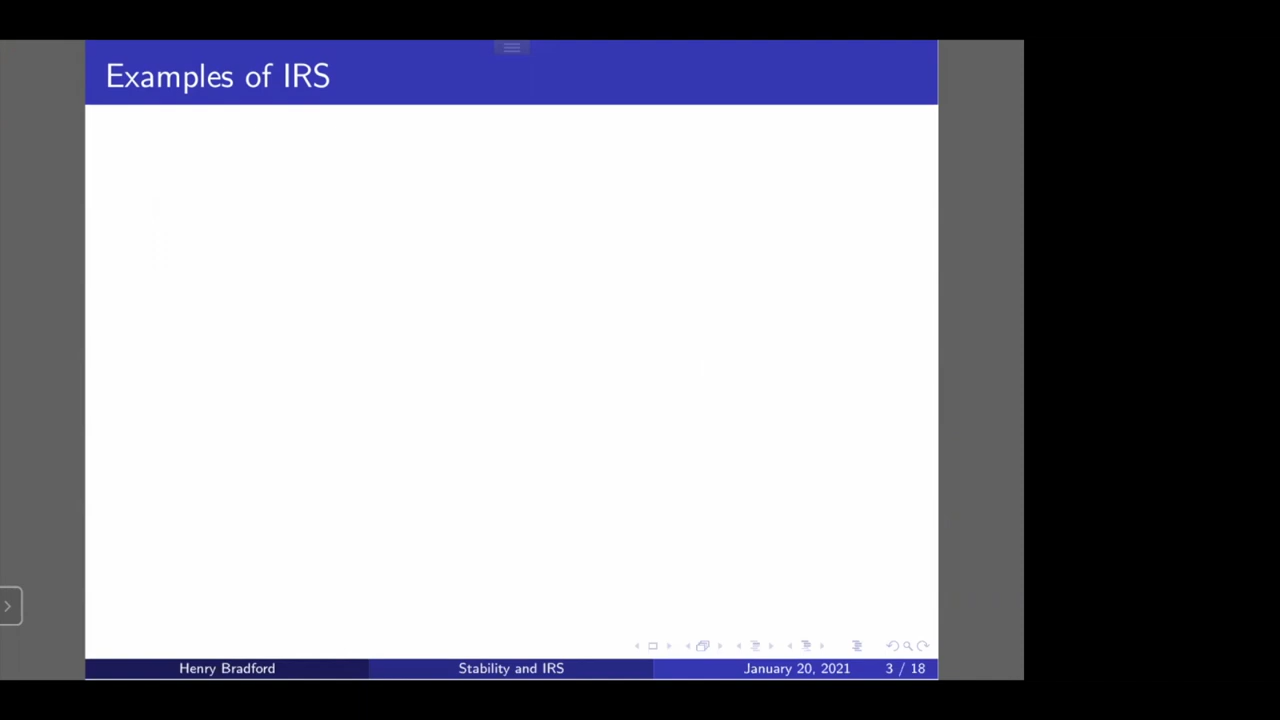 Examples of IRS
Henry Bradford
Stability and IRS
January 20, 2021
3 / 18